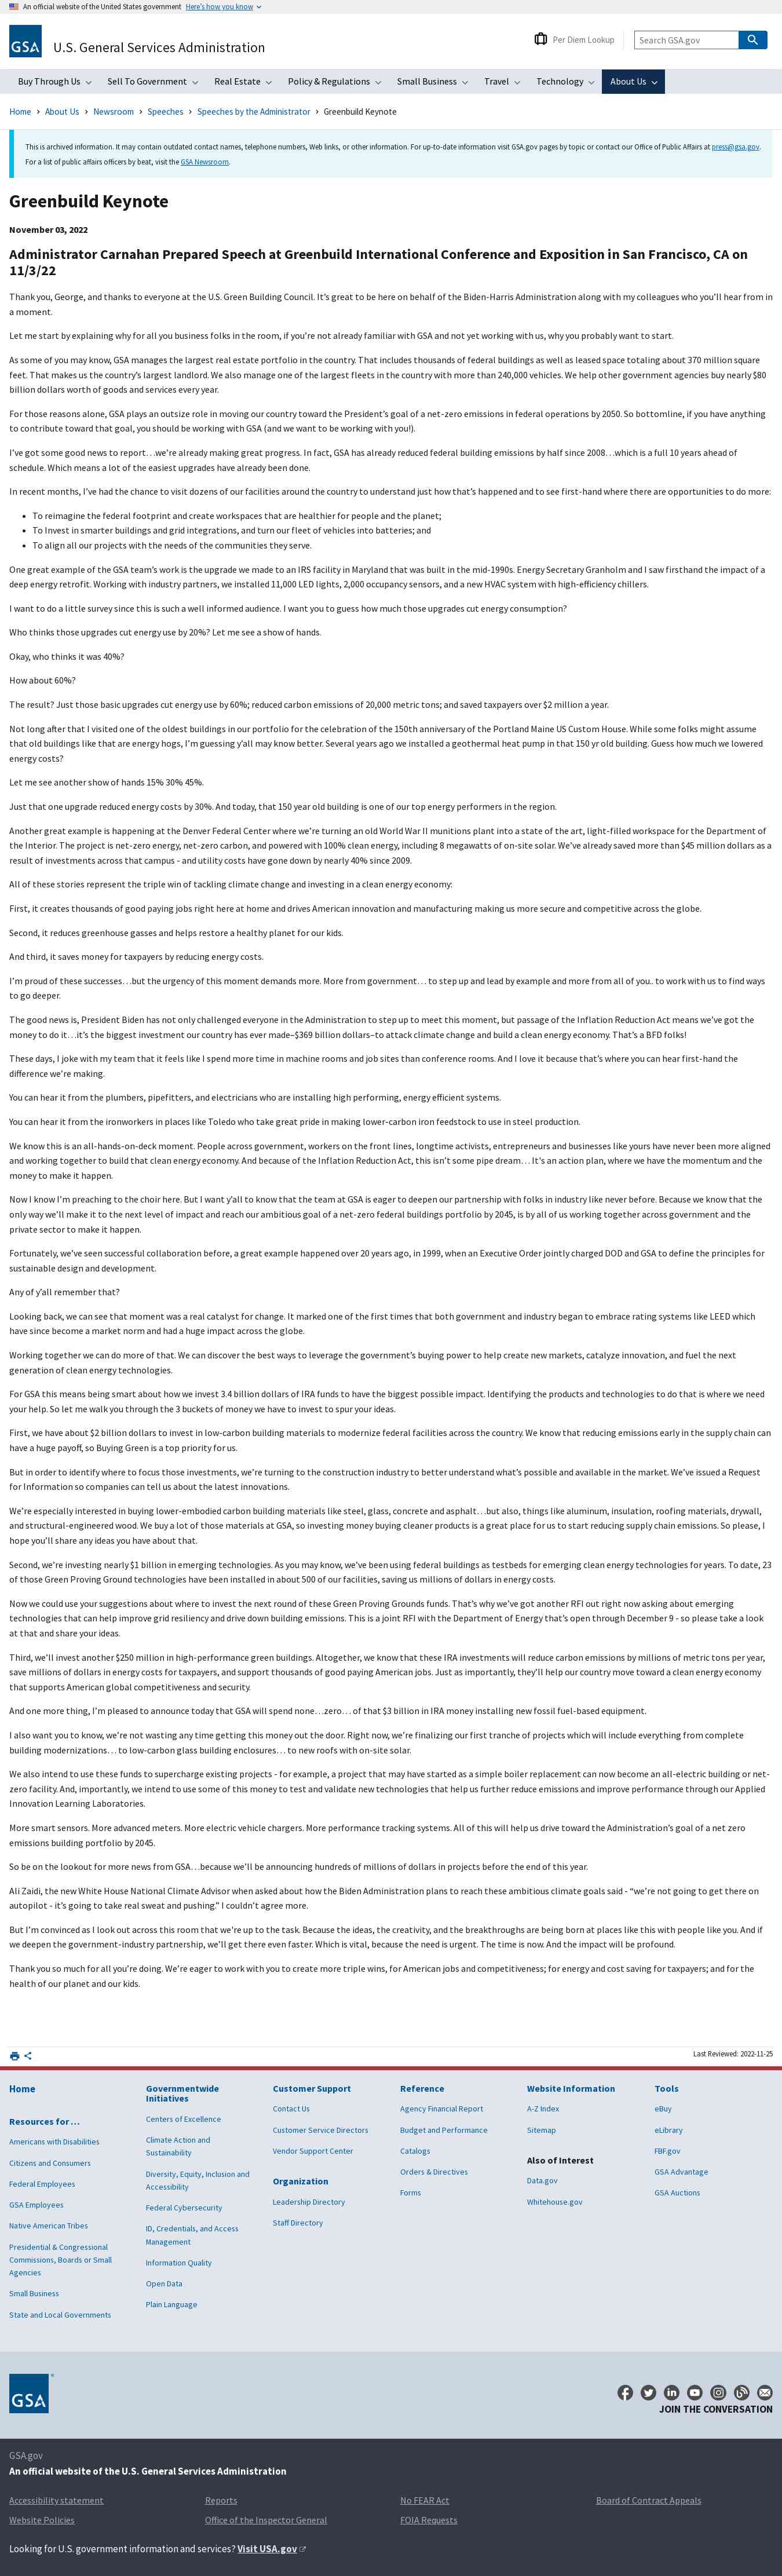 An official website of the United States government Here's how you know
GSA U.S. General Services Administration
Per Diem Lookup
Search GSA.gov
Buy Through Us Sell To Government Real Estate Policy & Regulations Small Business Travel Technology About Us
Home > About Us > Newsroom > Speeches > Speeches by the Administrator > Greenbuild Keynote
This is archived information. It may contain outdated contact names, telephone numbers, Web links, or other information. For up-to-date information visit GSA.gov pages by topic or contact our Office of Public Affairs at press@gsa.gov.
For a list of public affairs officers by beat, visit the GSA Newsroom.
Greenbuild Keynote
November 03, 2022
Administrator Carnahan Prepared Speech at Greenbuild International Conference and Exposition in San Francisco, CA on
11/3/22
Thank you, George, and thanks to everyone at the U.S. Green Building Council. It's great to be here on behalf of the Biden-Harris Administration along with my colleagues who you'll hear from in
a moment.
Let me start by explaining why for all you business folks in the room, if you're not already familiar with GSA and not yet working with us, why you probably want to start.
As some of you may know, GSA manages the largest real estate portfolio in the country. That includes thousands of federal buildings as well as leased space totaling about 370 million square
feet. That makes us the country's largest landlord. We also manage one of the largest fleets in the country with more than 240,000 vehicles. We help other government agencies buy nearly $80
billion dollars worth of goods and services every year.
For those reasons alone, GSA plays an outsize role in moving our country toward the President's goal of a net-zero emissions in federal operations by 2050. So bottomline, if you have anything
to contribute toward that goal, you should be working with GSA (and we want to be working with you!).
I've got some good news to report…we're already making great progress. In fact, GSA has already reduced federal building emissions by half since 2008…which is a full 10 years ahead of
schedule. Which means a lot of the easiest upgrades have already been done.
In recent months, I've had the chance to visit dozens of our facilities around the country to understand just how that's happened and to see first-hand where there are opportunities to do more:
• To reimagine the federal footprint and create workspaces that are healthier for people and the planet;
• To Invest in smarter buildings and grid integrations, and turn our fleet of vehicles into batteries; and
• To align all our projects with the needs of the communities they serve.
One great example of the GSA team's work is the upgrade we made to an IRS facility in Maryland that was built in the mid-1990s. Energy Secretary Granholm and I saw firsthand the impact of a
deep energy retrofit. Working with industry partners, we installed 11,000 LED lights, 2,000 occupancy sensors, and a new HVAC system with high-efficiency chillers.
I want to do a little survey since this is such a well informed audience. I want you to guess how much those upgrades cut energy consumption?
Who thinks those upgrades cut energy use by 20%? Let me see a show of hands.
Okay, who thinks it was 40%?
How about 60%?
The result? Just those basic upgrades cut energy use by 60%; reduced carbon emissions of 20,000 metric tons; and saved taxpayers over $2 million a year.
Not long after that I visited one of the oldest buildings in our portfolio for the celebration of the 150th anniversary of the Portland Maine US Custom House. While some folks might assume
that old buildings like that are energy hogs, I'm guessing y'all may know better. Several years ago we installed a geothermal heat pump in that 150 yr old building. Guess how much we lowered
energy costs?
Let me see another show of hands 15% 30% 45%.
Just that one upgrade reduced energy costs by 30%. And today, that 150 year old building is one of our top energy performers in the region.
Another great example is happening at the Denver Federal Center where we're turning an old World War II munitions plant into a state of the art, light-filled workspace for the Department of
the Interior. The project is net-zero energy, net-zero carbon, and powered with 100% clean energy, including 8 megawatts of on-site solar. We've already saved more than $45 million dollars as a
result of investments across that campus - and utility costs have gone down by nearly 40% since 2009.
All of these stories represent the triple win of tackling climate change and investing in a clean energy economy:
First, it creates thousands of good paying jobs right here at home and drives American innovation and manufacturing making us more secure and competitive across the globe.
Second, it reduces greenhouse gasses and helps restore a healthy planet for our kids.
And third, it saves money for taxpayers by reducing energy costs.
I'm proud of these successes…but the urgency of this moment demands more. More from government… to step up and lead by example and more from all of you.. to work with us to find ways
to go deeper.
The good news is, President Biden has not only challenged everyone in the Administration to step up to meet this moment, but passage of the Inflation Reduction Act means we've got the
money to do it…it's the biggest investment our country has ever made–$369 billion dollars–to attack climate change and build a clean energy economy. That's a BFD folks!
These days, I joke with my team that it feels like I spend more time in machine rooms and job sites than conference rooms. And I love it because that's where you can hear first-hand the
difference we're making.
You can hear it from the plumbers, pipefitters, and electricians who are installing high performing, energy efficient systems.
You can hear it from the ironworkers in places like Toledo who take great pride in making lower-carbon iron feedstock to use in steel production.
We know this is an all-hands-on-deck moment. People across government, workers on the front lines, longtime activists, entrepreneurs and businesses like yours have never been more aligned
and working together to build that clean energy economy. And because of the Inflation Reduction Act, this isn't some pipe dream… It's an action plan, where we have the momentum and the
money to make it happen.
Now I know I'm preaching to the choir here. But I want y'all to know that the team at GSA is eager to deepen our partnership with folks in industry like never before. Because we know that the
only way we'll make it to the next level of impact and reach our ambitious goal of a net-zero federal buildings portfolio by 2045, is by all of us working together across government and the
private sector to make it happen.
Fortunately, we've seen successful collaboration before, a great example happened over 20 years ago, in 1999, when an Executive Order jointly charged DOD and GSA to define the principles for
sustainable design and development.
Any of y'all remember that?
Looking back, we can see that moment was a real catalyst for change. It marked one of the first times that both government and industry began to embrace rating systems like LEED which
have since become a market norm and had a huge impact across the globe.
Working together we can do more of that. We can discover the best ways to leverage the government's buying power to help create new markets, catalyze innovation, and fuel the next
generation of clean energy technologies.
For GSA this means being smart about how we invest 3.4 billion dollars of IRA funds to have the biggest possible impact. Identifying the products and technologies to do that is where we need
your help. So let me walk you through the 3 buckets of money we have to invest to spur your ideas.
First, we have about $2 billion dollars to invest in low-carbon building materials to modernize federal facilities across the country. We know that reducing emissions early in the supply chain can
have a huge payoff, so Buying Green is a top priority for us.
But in order to identify where to focus those investments, we're turning to the construction industry to better understand what's possible and available in the market. We've issued a Request
for Information so companies can tell us about the latest innovations.
We're especially interested in buying lower-embodied carbon building materials like steel, glass, concrete and asphalt…but also, things like aluminum, insulation, roofing materials, drywall,
and structural-engineered wood. We buy a lot of those materials at GSA, so investing money buying cleaner products is a great place for us to start reducing supply chain emissions. So please, I
hope you'll share any ideas you have about that.
Second, we're investing nearly $1 billion in emerging technologies. As you may know, we've been using federal buildings as testbeds for emerging clean energy technologies for years. To date, 23
of those Green Proving Ground technologies have been installed in about 500 of our facilities, saving us millions of dollars in energy costs.
Now we could use your suggestions about where to invest the next round of these Green Proving Grounds funds. That's why we've got another RFI out right now asking about emerging
technologies that can help improve grid resiliency and drive down building emissions. This is a joint RFI with the Department of Energy that's open through December 9 - so please take a look
at that and share your ideas.
Third, we'll invest another $250 million in high-performance green buildings. Altogether, we know that these IRA investments will reduce carbon emissions by millions of metric tons per year,
save millions of dollars in energy costs for taxpayers, and support thousands of good paying American jobs. Just as importantly, they'll help our country move toward a clean energy economy
that supports American global competitiveness and security.
And one more thing, I'm pleased to announce today that GSA will spend none…zero… of that $3 billion in IRA money installing new fossil fuel-based equipment.
I also want you to know, we're not wasting any time getting this money out the door. Right now, we're finalizing our first tranche of projects which will include everything from complete
building modernizations… to low-carbon glass building enclosures… to new roofs with on-site solar.
We also intend to use these funds to supercharge existing projects - for example, a project that may have started as a simple boiler replacement can now become an all-electric building or net-
zero facility. And, importantly, we intend to use some of this money to test and validate new technologies that help us further reduce emissions and improve performance through our Applied
Innovation Learning Laboratories.
More smart sensors. More advanced meters. More electric vehicle chargers. More performance tracking systems. All of this will help us drive toward the Administration's goal of a net zero
emissions building portfolio by 2045.
So be on the lookout for more news from GSA…because we'll be announcing hundreds of millions of dollars in projects before the end of this year.
Ali Zaidi, the new White House National Climate Advisor when asked about how the Biden Administration plans to reach these ambitious climate goals said - "we're not going to get there on
autopilot - it's going to take real sweat and pushing." I couldn't agree more.
But I'm convinced as I look out across this room that we're up to the task. Because the ideas, the creativity, and the breakthroughs are being born at places like this with people like you. And if
we deepen the government-industry partnership, we'll get there even faster. Which is vital, because the need is urgent. The time is now. And the impact will be profound.
Thank you so much for all you're doing. We're eager to work with you to create more triple wins, for American jobs and competitiveness; for energy and cost saving for taxpayers; and for the
health of our planet and our kids.
Last Reviewed: 2022-11-25
Home
Resources for …
Americans with Disabilities
Citizens and Consumers
Federal Employees
GSA Employees
Native American Tribes
Presidential & Congressional
Commissions, Boards or Small
Agencies
Small Business
State and Local Governments
Governmentwide
Initiatives
Centers of Excellence
Climate Action and
Sustainability
Diversity, Equity, Inclusion and
Accessibility
Federal Cybersecurity
ID, Credentials, and Access
Management
Information Quality
Open Data
Plain Language
Customer Support
Contact Us
Customer Service Directors
Vendor Support Center
Organization
Leadership Directory
Staff Directory
Reference
Agency Financial Report
Budget and Performance
Catalogs
Orders & Directives
Forms
Website Information
A-Z Index
Sitemap
Also of Interest
Data.gov
Whitehouse.gov
Tools
eBuy
eLibrary
FBF.gov
GSA Advantage
GSA Auctions
GSA
JOIN THE CONVERSATION
GSA.gov
An official website of the U.S. General Services Administration
Accessibility statement Reports No FEAR Act Board of Contract Appeals
Website Policies Office of the Inspector General FOIA Requests
Looking for U.S. government information and services? Visit USA.gov